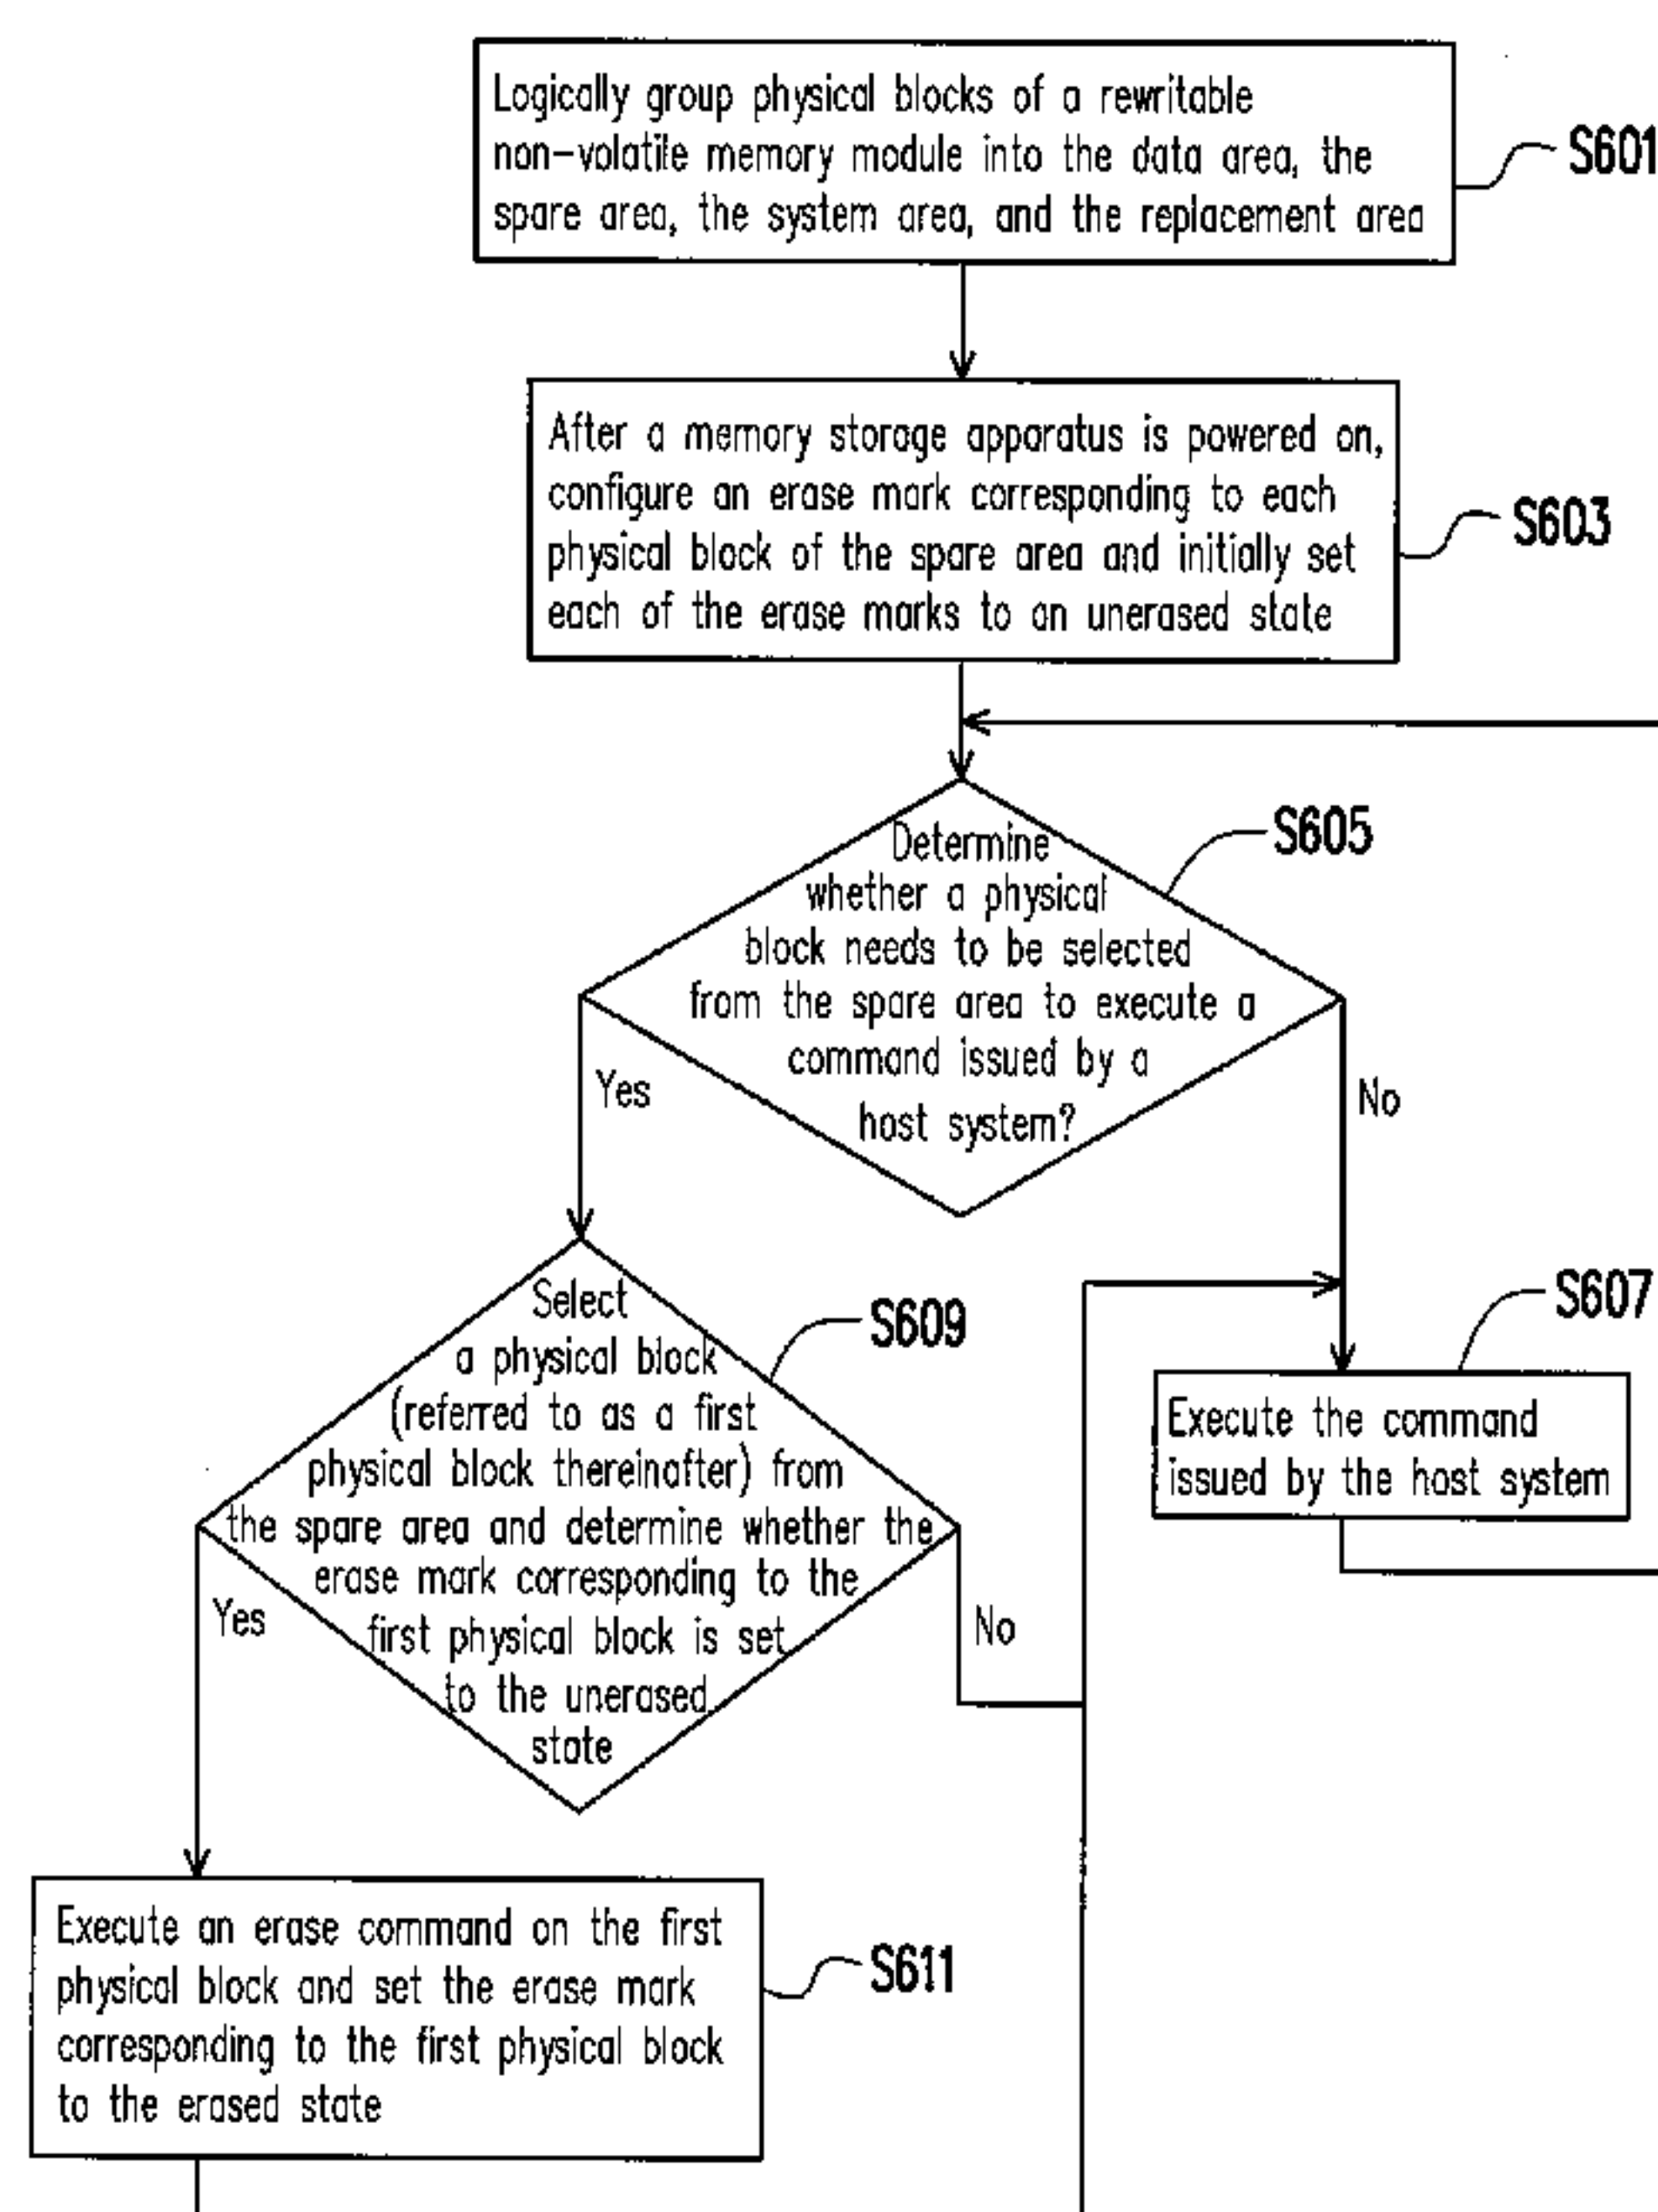 Logically group physical blocks of a rewritable
non-volatile memory module into the data area, the
spare area, the system area, and the replacement area
S601
After a memory storage apparatus is powered on,
configure an erase mark corresponding to each
physical block of the spare area and initially set
each of the erase marks to an unerased state
S603
Determine
whether a physical
block needs to be selected
from the spare area to execute a
command issued by a
host system?
S605
Yes
No
Select
a physical block
(referred to as a first
physical block thereinafter) from
the spare area and determine whether the
erase mark corresponding to the
first physical block is set
to the unerased
state
S609
S607
Execute the command
issued by the host system
Yes
No
Execute an erase command on the first
physical block and set the erase mark
corresponding to the first physical block
to the erased state
S611